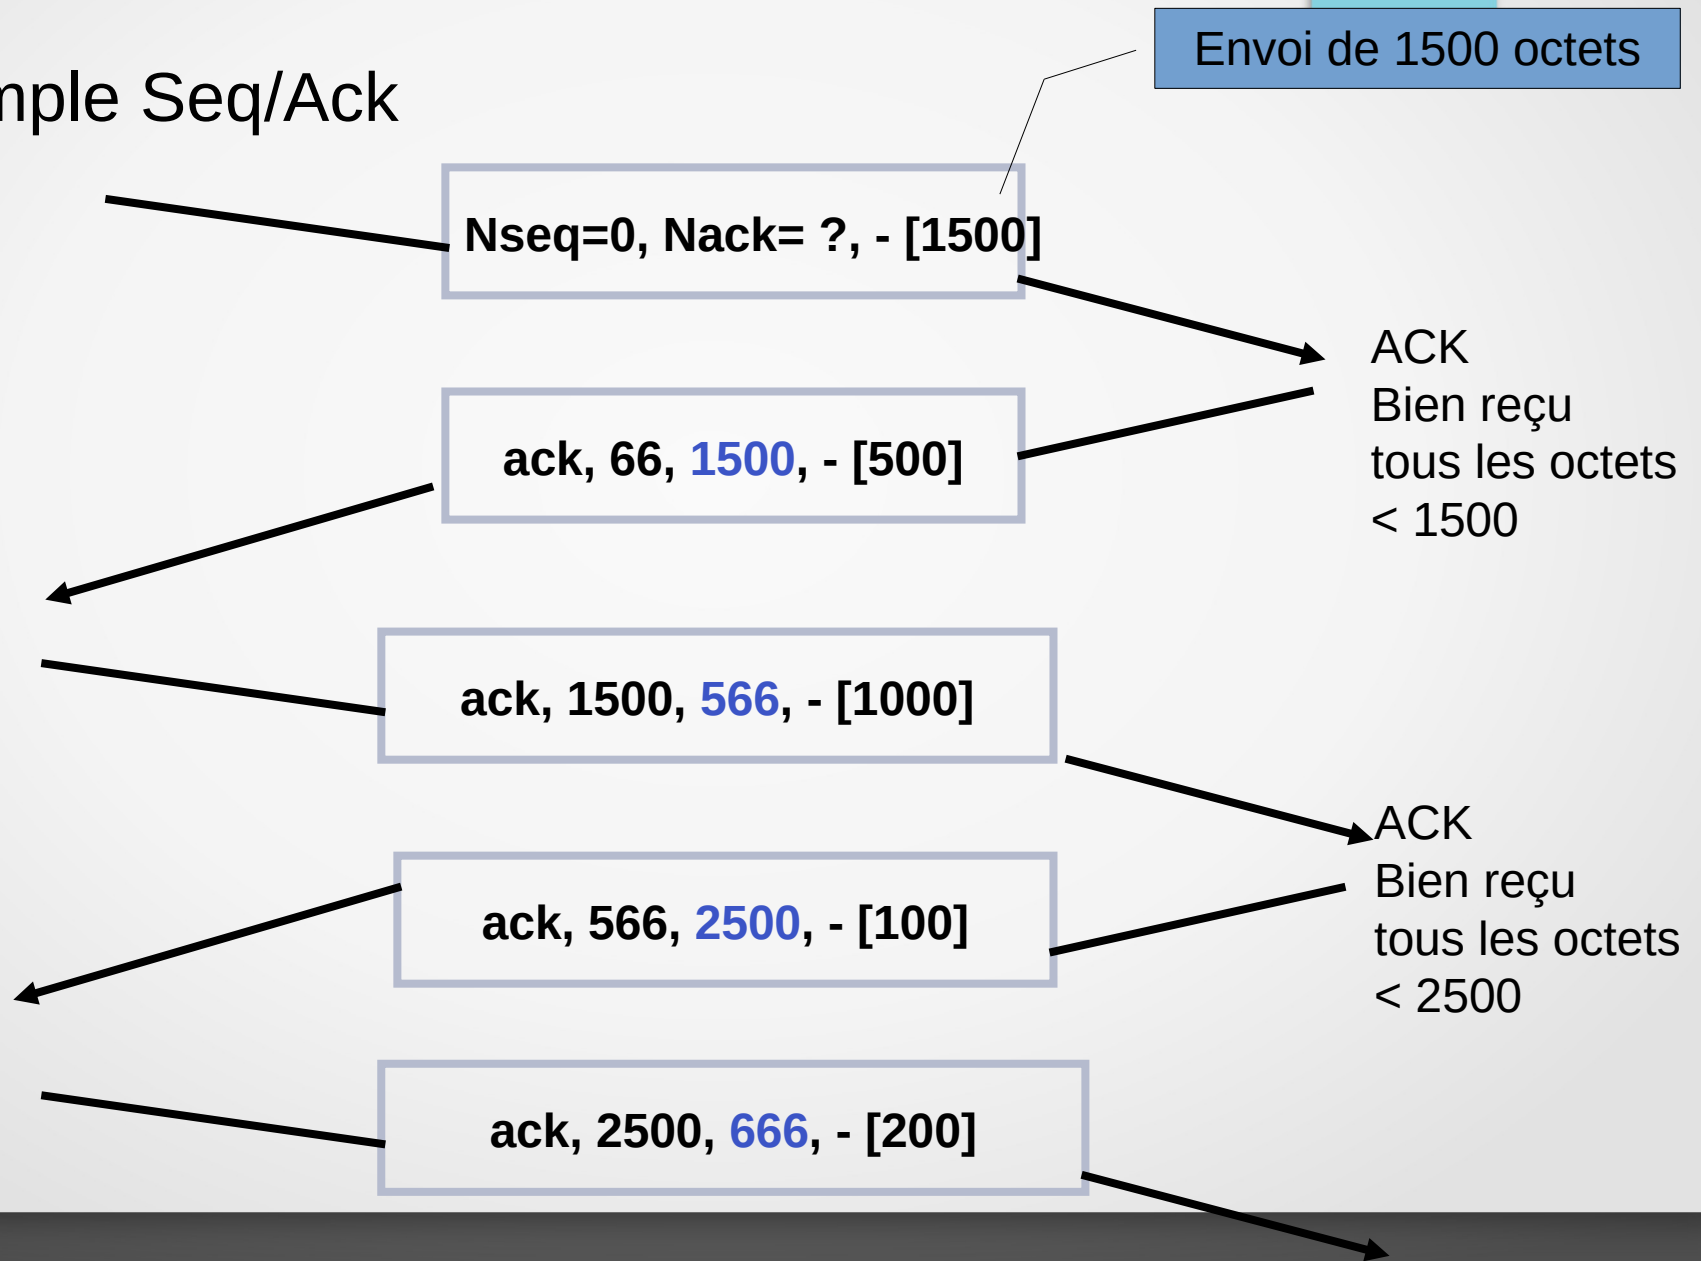 Envoi de 1500 octets
mple Seq/Ack
Nseq=0, Nack= ?, - [1500]
ACK
Bien reçu
tous les octets
< 1500
ack, 66, 1500, - [500]
ack, 1500, 566, - [1000]
ACK
Bien reçu
tous les octets
< 2500
ack, 566, 2500, - [100]
ack, 2500, 666, - [200]